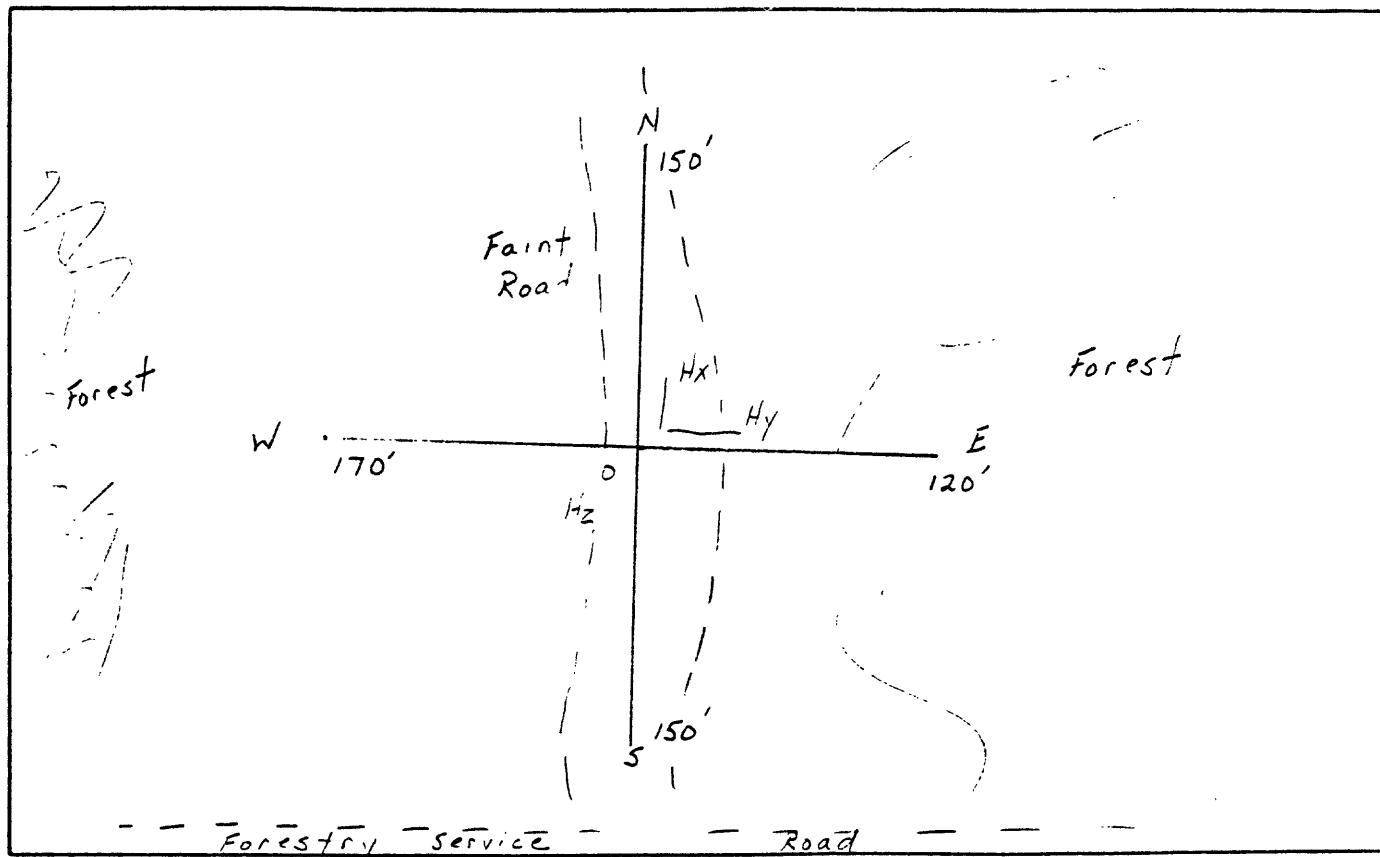 N
150'
Faint
Road
Forest
Hx
Forest
Hy
W
E
170'
0
120'
Hz
150'
S
Forestry Service Road